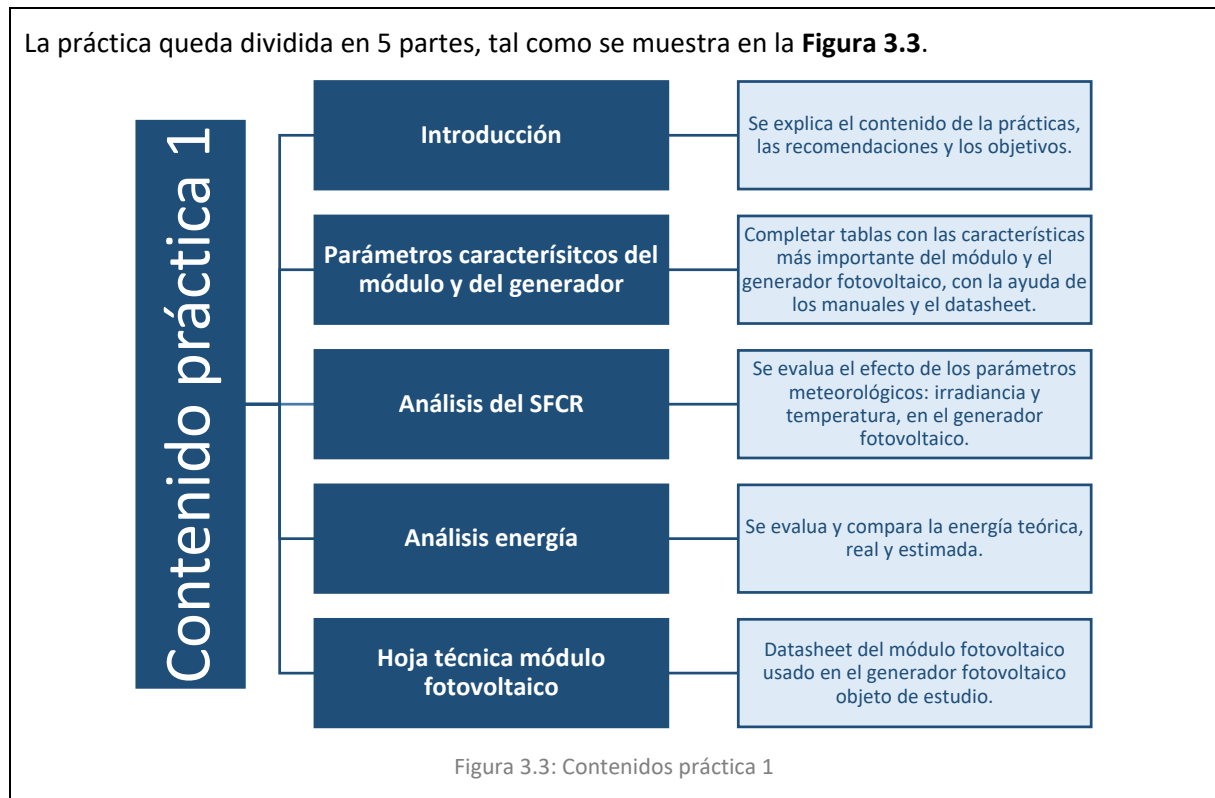 La práctica queda dividida en 5 partes, tal como se muestra en la Figura 3.3.
Contenido práctica 1
Introducción
Se explica el contenido de la prácticas,
las recomendaciones y los objetivos.
Parámetros caracterísitcos del
módulo y del generador
Completar tablas con las características
más importante del módulo y el
generador fotovoltaico, con la ayuda de
los manuales y el datasheet.
Análisis del SFCR
Se evalua el efecto de los parámetros
meteorológicos: irradiancia y
temperatura, en el generador
fotovoltaico.
Análisis energía
Se evalua y compara la energía teórica,
real y estimada.
Hoja técnica módulo
fotovoltaico
Datasheet del módulo fotovoltaico
usado en el generador fotovoltaico
objeto de estudio.
Figura 3.3: Contenidos práctica 1